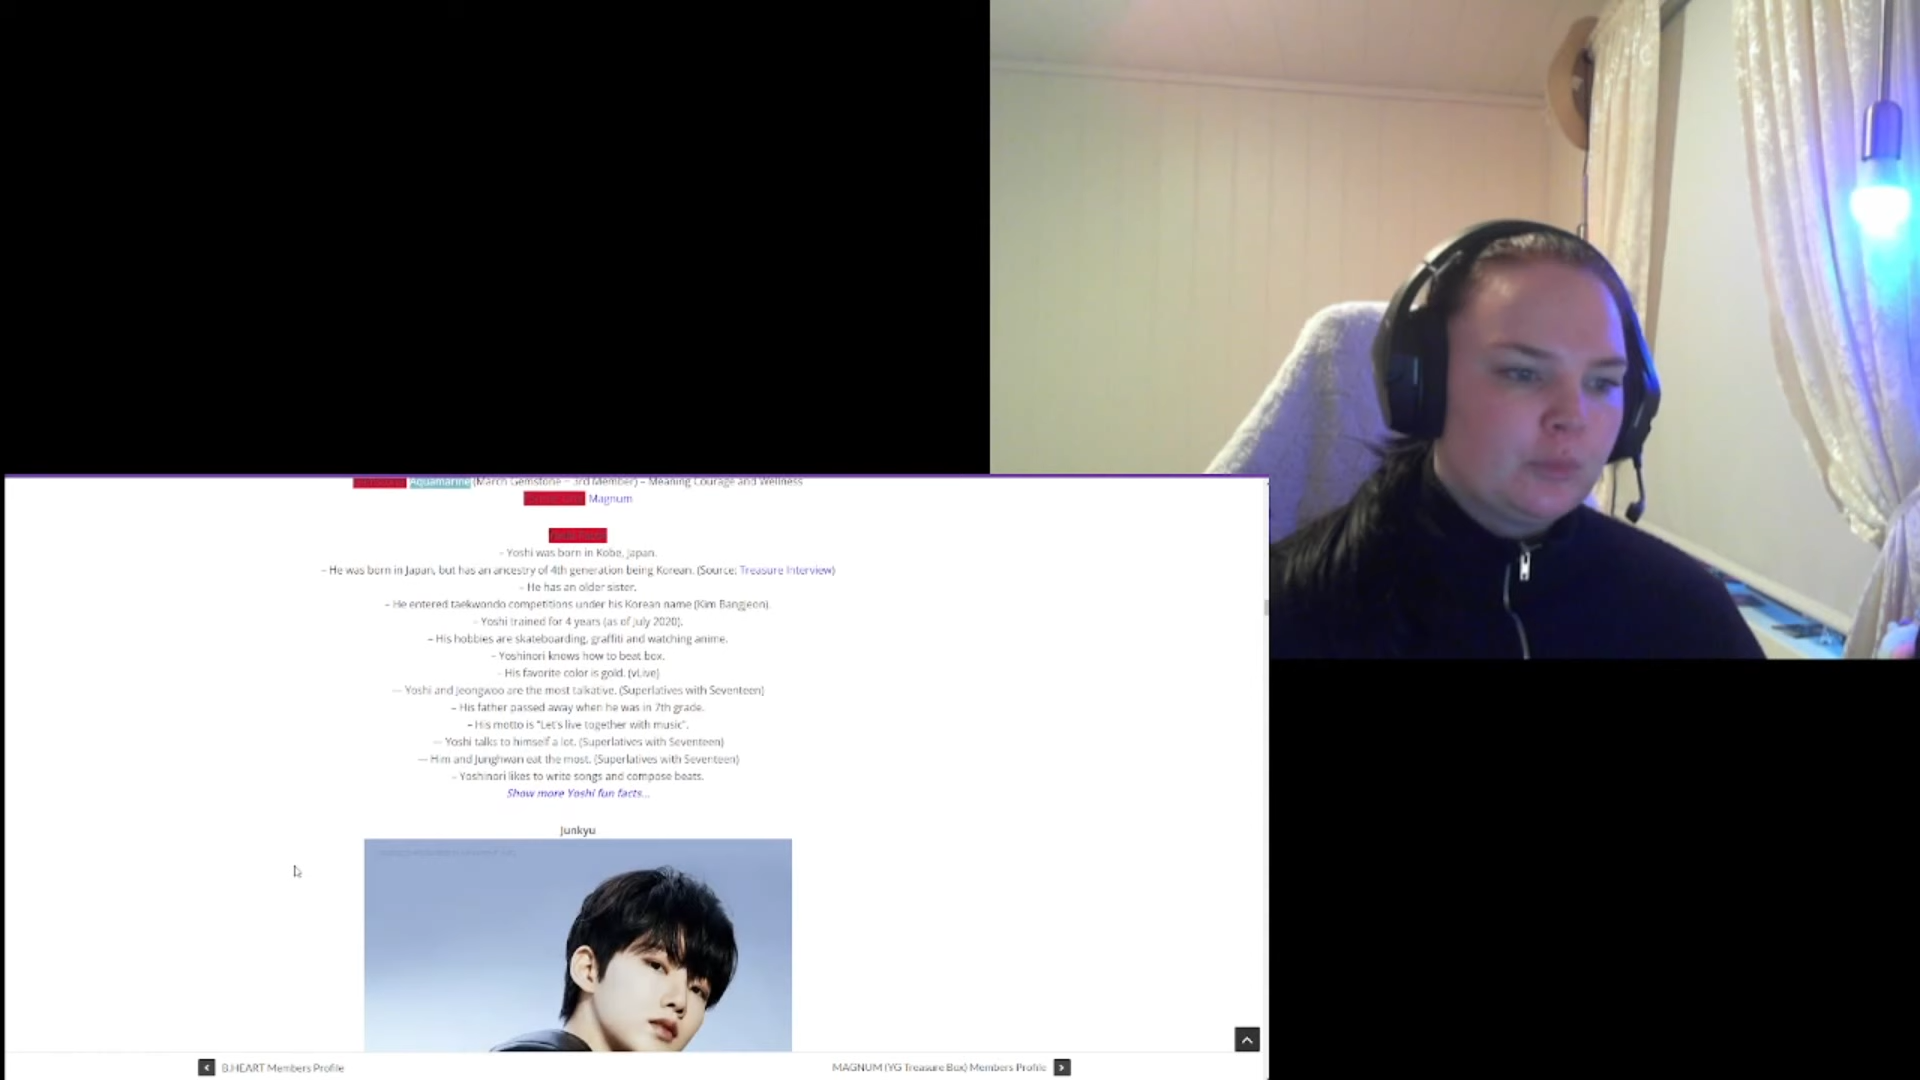 Aquamarine (March Gemstone – 3rd Member) – Meaning Courage and Wellness
Magnum
– Yoshi was born in Kobe, Japan.
– He was born in Japan, but has an ancestry of 4th generation being Korean. (Source: Treasure Interview)
– He has an older sister.
– He entered taekwondo competitions under his Korean name (Kim Bangjeon).
– Yoshi trained for 4 years (as of July 2020).
– His hobbies are skateboarding, graffiti and watching anime.
– Yoshinori knows how to beat box.
– His favorite color is gold. (vLive)
— Yoshi and Jeongwoo are the most talkative. (Superlatives with Seventeen)
– His father passed away when he was in 7th grade.
– His motto is "Let's live together with music".
— Yoshi talks to himself a lot. (Superlatives with Seventeen)
— Him and Junghwan eat the most. (Superlatives with Seventeen)
– Yoshinori likes to write songs and compose beats.
Show more Yoshi fun facts...
Junkyu
B.HEART Members Profile
MAGNUM (YG Treasure Box) Members Profile